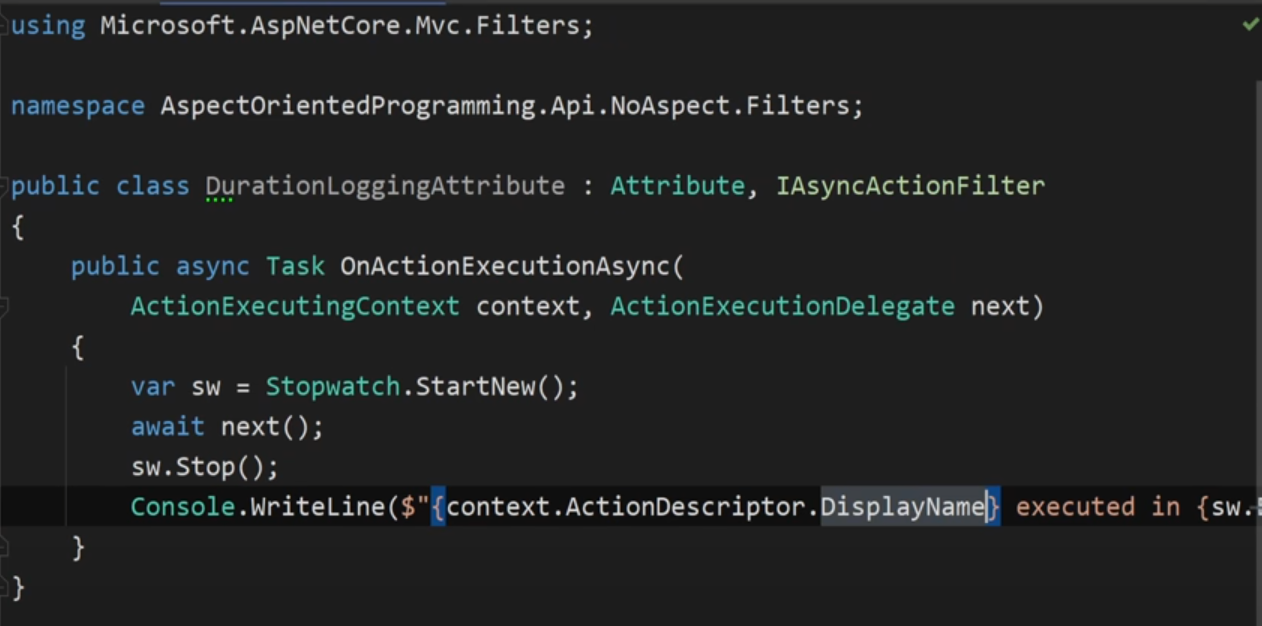 using Microsoft.AspNetCore.Mvc.Filters;
namespace AspectOrientedProgramming.Api.NoAspect.Filters;
public class DurationLoggingAttribute : Attribute, IAsyncActionFilter
{
    public async Task OnActionExecutionAsync(
        ActionExecutingContext context, ActionExecutionDelegate next)
    {
        var sw = Stopwatch.StartNew();
        await next();
        sw.Stop();
        Console.WriteLine($"{context.ActionDescriptor.DisplayName} executed in {sw.
    }
}